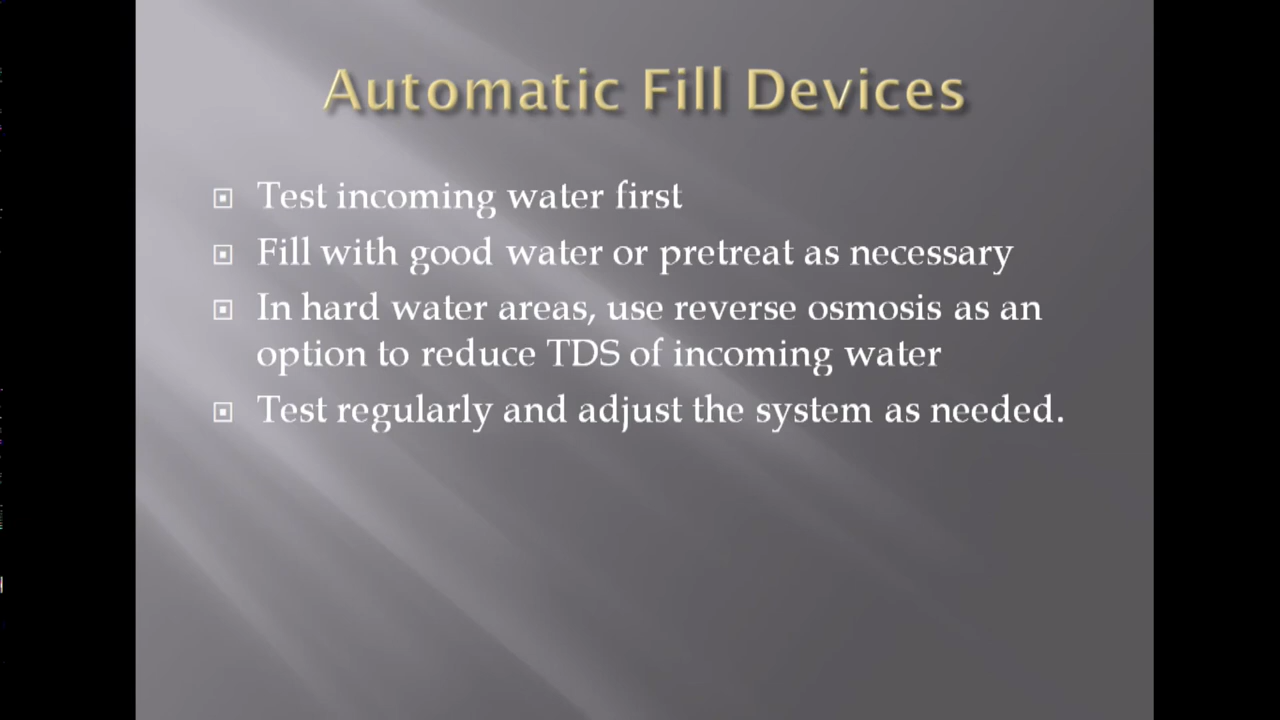 Automatic Fill Devices
Test incoming water first
Fill with good water or pretreat as necessary
In hard water areas, use reverse osmosis as an
option to reduce TDS of incoming water
Test regularly and adjust the system as needed.